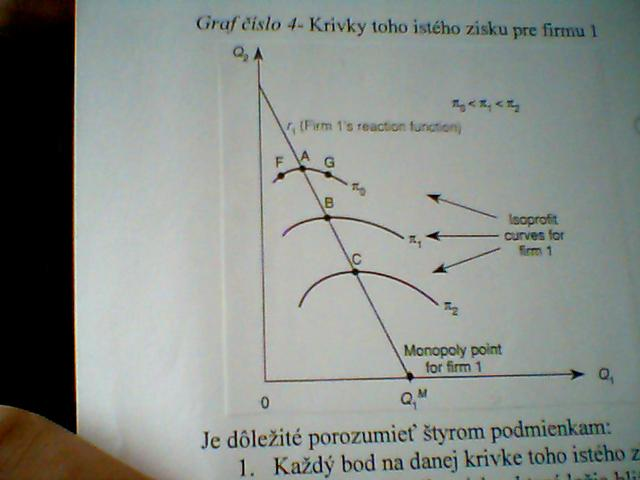 Graf číslo 4- Krivky toho istého zisku pre firmu 1
Q₂
π₀ < π₁ < π₂
r₁ (Firm 1's reaction function)
F A G
π₀
B
Isoprofit
curves for
firm 1
π₁
C
π₂
Monopoly point
for firm 1
Q₁
0
Q₁ᴹ
Je dôležité porozumieť štyrom podmienkam:
1. Každý bod na danej krivke toho istého